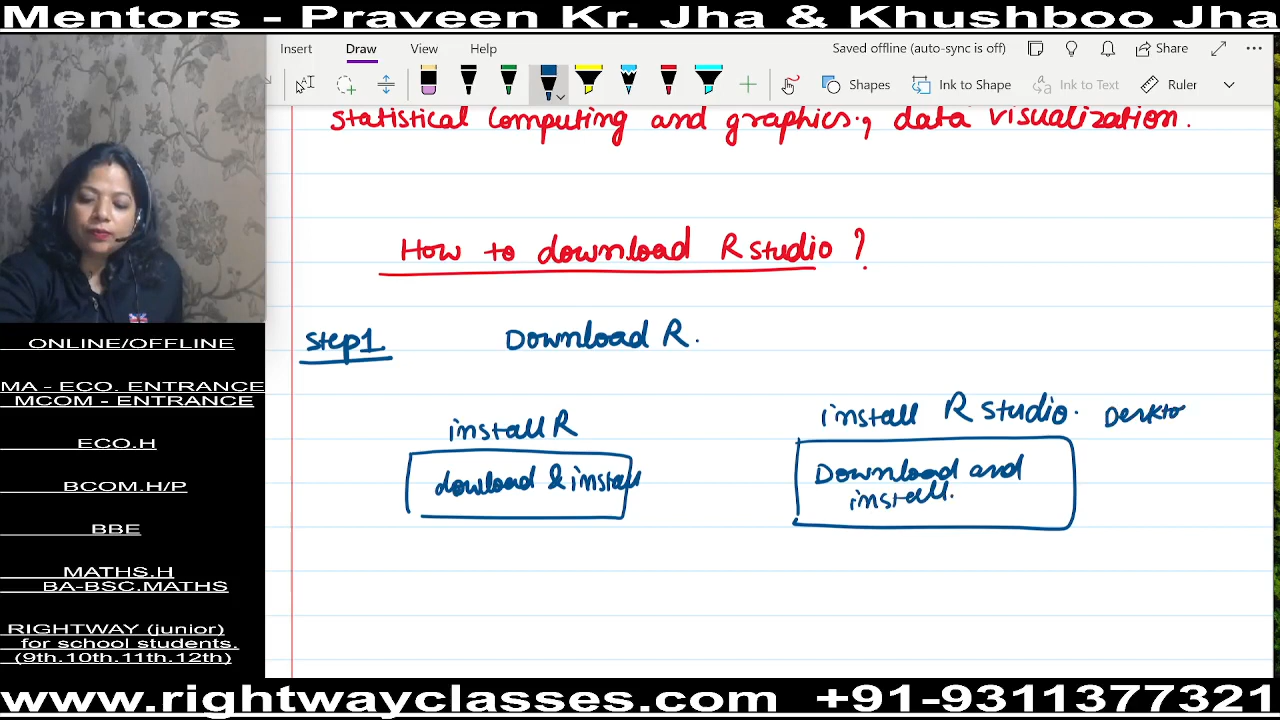 Mentors - Praveen Kr. Jha & Khushboo Jha
Insert Draw View Help
Saved offline (auto-sync is off) Share
Shapes Ink to Shape Ink to Text Ruler
statistical computing and graphics, data visualization.
How to download R studio?
step1 Download R.
install R
dowload & install
install R studio. Deskto
Download and
install.
ONLINE/OFFLINE
MA - ECO. ENTRANCE
MCOM - ENTRANCE
ECO.H
BCOM.H/P
BBE
MATHS.H
BA-BSC.MATHS
RIGHTWAY (junior)
for school students.
(9th.10th.11th.12th)
www.rightwayclasses.com +91-9311377321